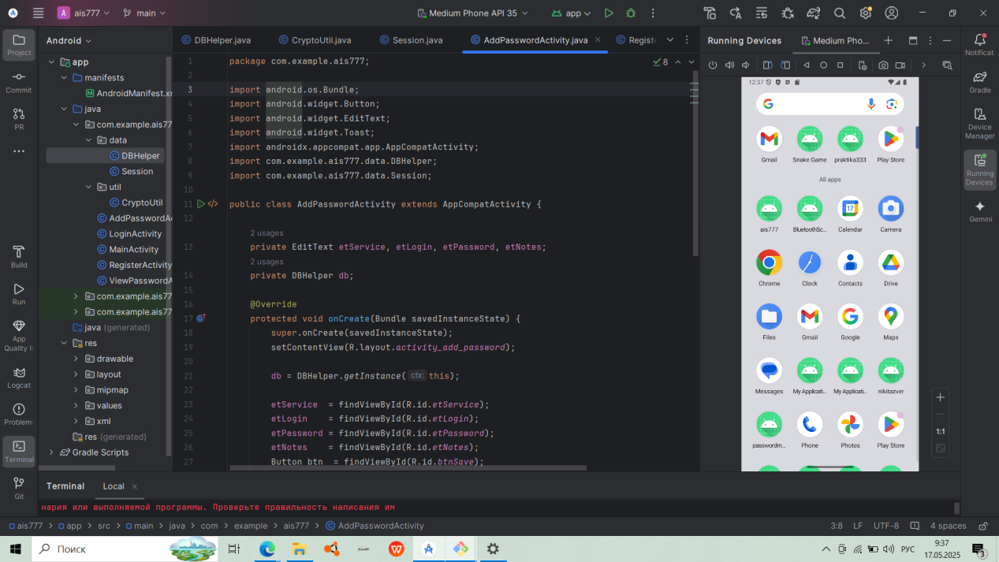 A ais777 main Medium Phone API 35 app
Project
Commit
PR
Build
Run
App
Quality I
Logcat
Problem
Terminal
Git
Android
app
manifests
AndroidManifest.xm
java
com.example.ais77
data
DBHelper
Session
util
CryptoUtil
AddPasswordA
LoginActivity
MainActivity
RegisterActivity
ViewPasswordA
com.example.ais77
com.example.ais77
java (generated)
res
drawable
layout
mipmap
values
xml
res (generated)
Gradle Scripts
DBHelper.java CryptoUtil.java Session.java AddPasswordActivity.java Registe
8
1 package com.example.ais777;
2
3 import android.os.Bundle;
4 import android.widget.Button;
5 import android.widget.EditText;
6 import android.widget.Toast;
7 import androidx.appcompat.app.AppCompatActivity;
8 import com.example.ais777.data.DBHelper;
9 import com.example.ais777.data.Session;
10
11 public class AddPasswordActivity extends AppCompatActivity {
12
2 usages
13 private EditText etService, etLogin, etPassword, etNotes;
2 usages
14 private DBHelper db;
15
16 @Override
17 protected void onCreate(Bundle savedInstanceState) {
18 super.onCreate(savedInstanceState);
19 setContentView(R.layout.activity_add_password);
20
21 db = DBHelper.getInstance( ctx: this);
22
23 etService = findViewById(R.id.etService);
24 etLogin = findViewById(R.id.etLogin);
25 etPassword = findViewById(R.id.etPassword);
26 etNotes = findViewById(R.id.etNotes);
27 Button btn = findViewById(R.id.btnSave);
Running Devices Medium Pho...
12:37
Gmail Snake Game praktika333 Play Store
All apps
17
ais777 BluetoothSc... Calendar Camera
Chrome Clock Contacts Drive
Files Gmail Google Maps
Messages My Applicati... My Applicati... nikitazver
passwordm... Phone Photos Play Store
1:1
Notificat
Gradle
Device
Manager
Running
Devices
Gemini
Terminal Local
нария или выполняемой программы. Проверьте правильность написания им
ais777 app src main java com example ais777 AddPasswordActivity
3:8 LF UTF-8 4 spaces
Поиск
РУС
9:37
17.05.2025
3